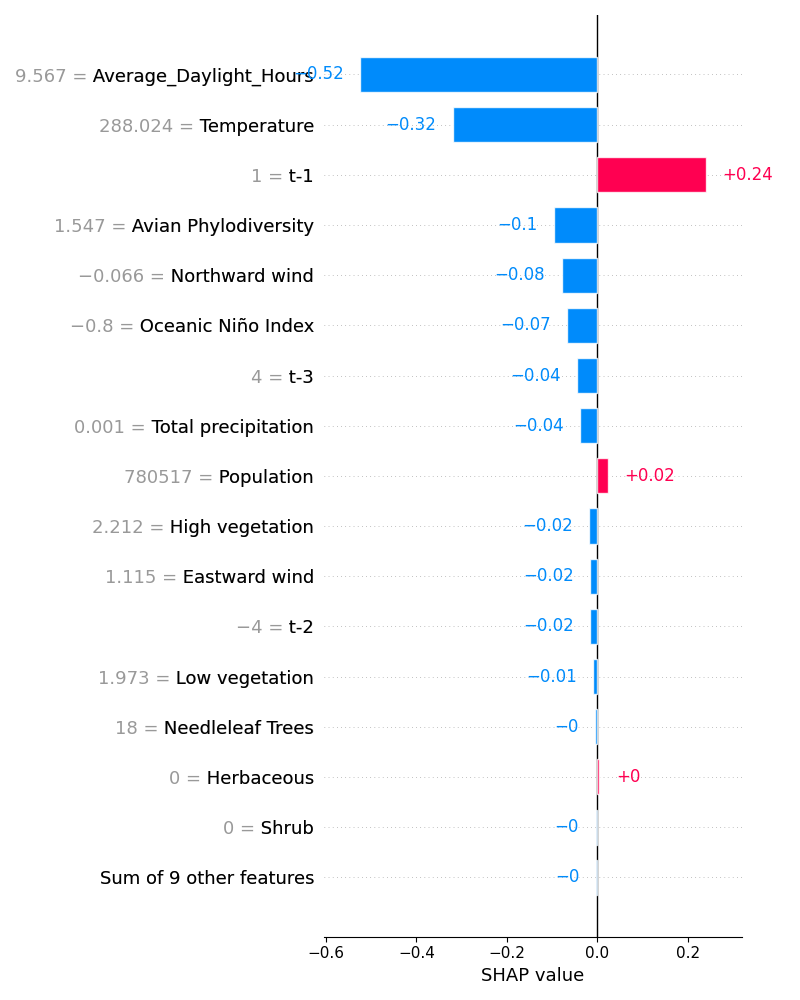 9.567 = Average_Daylight_Hours −0.52
288.024 = Temperature −0.32
1 = t-1 +0.24
1.547 = Avian Phylodiversity −0.1
−0.066 = Northward wind −0.08
−0.8 = Oceanic Niño Index −0.07
4 = t-3 −0.04
0.001 = Total precipitation −0.04
780517 = Population +0.02
2.212 = High vegetation −0.02
1.115 = Eastward wind −0.02
−4 = t-2 −0.02
1.973 = Low vegetation −0.01
18 = Needleleaf Trees −0
0 = Herbaceous +0
0 = Shrub −0
Sum of 9 other features −0
−0.6 −0.4 −0.2 0.0 0.2
SHAP value